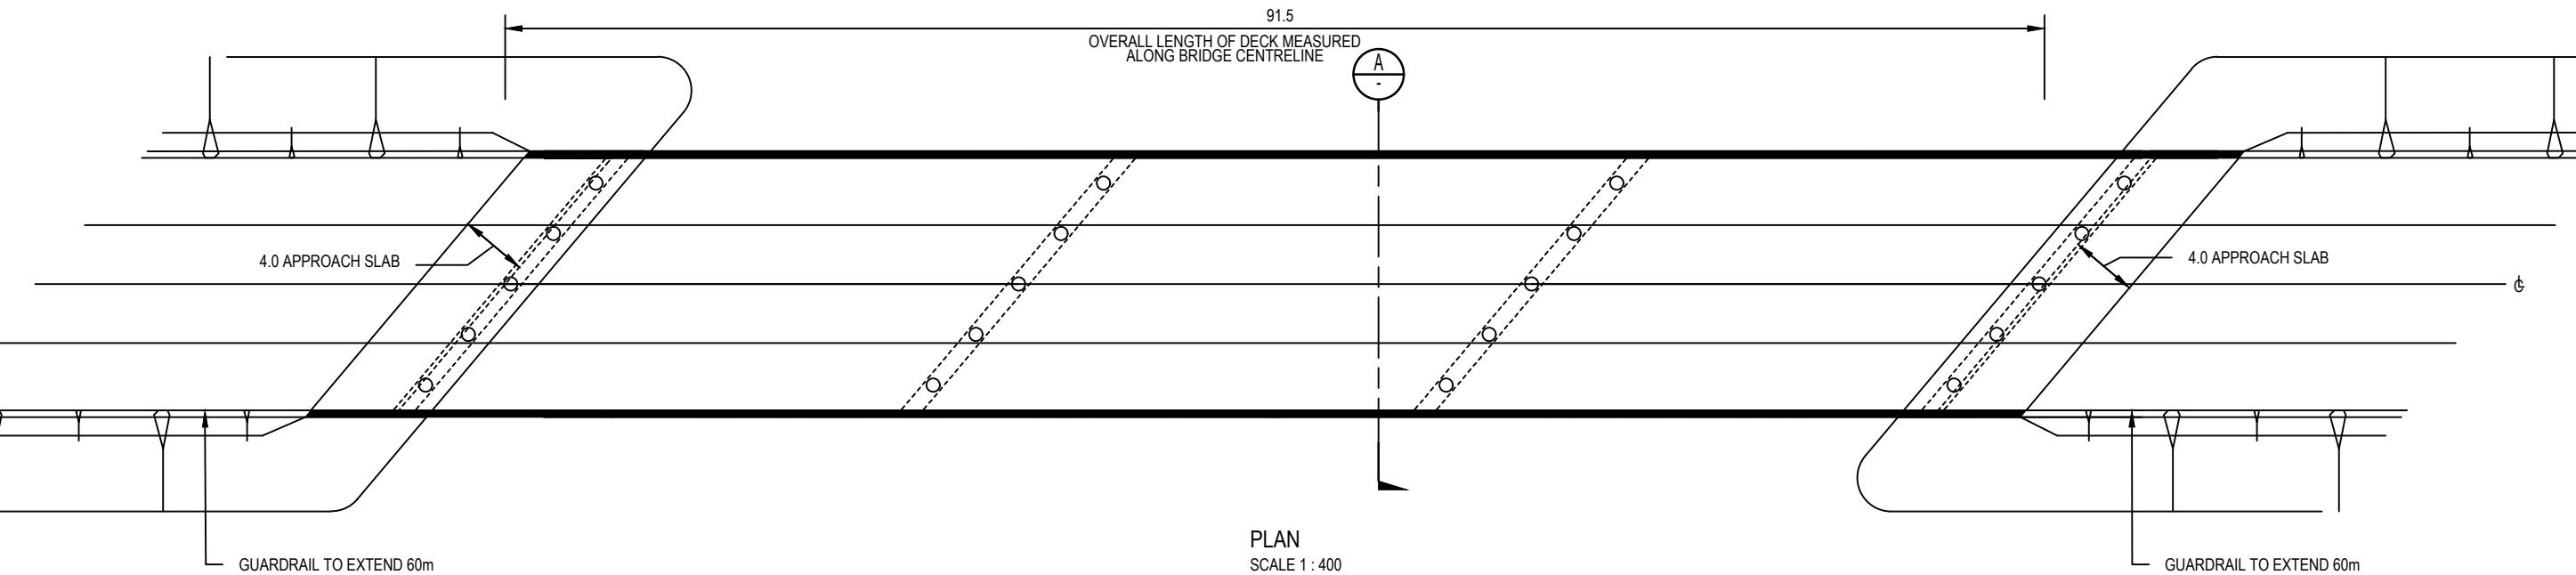 91.5
OVERALL LENGTH OF DECK MEASURED
ALONG BRIDGE CENTRELINE
A
-
4.0 APPROACH SLAB
4.0 APPROACH SLAB
℄
PLAN
SCALE 1 : 400
GUARDRAIL TO EXTEND 60m
GUARDRAIL TO EXTEND 60m